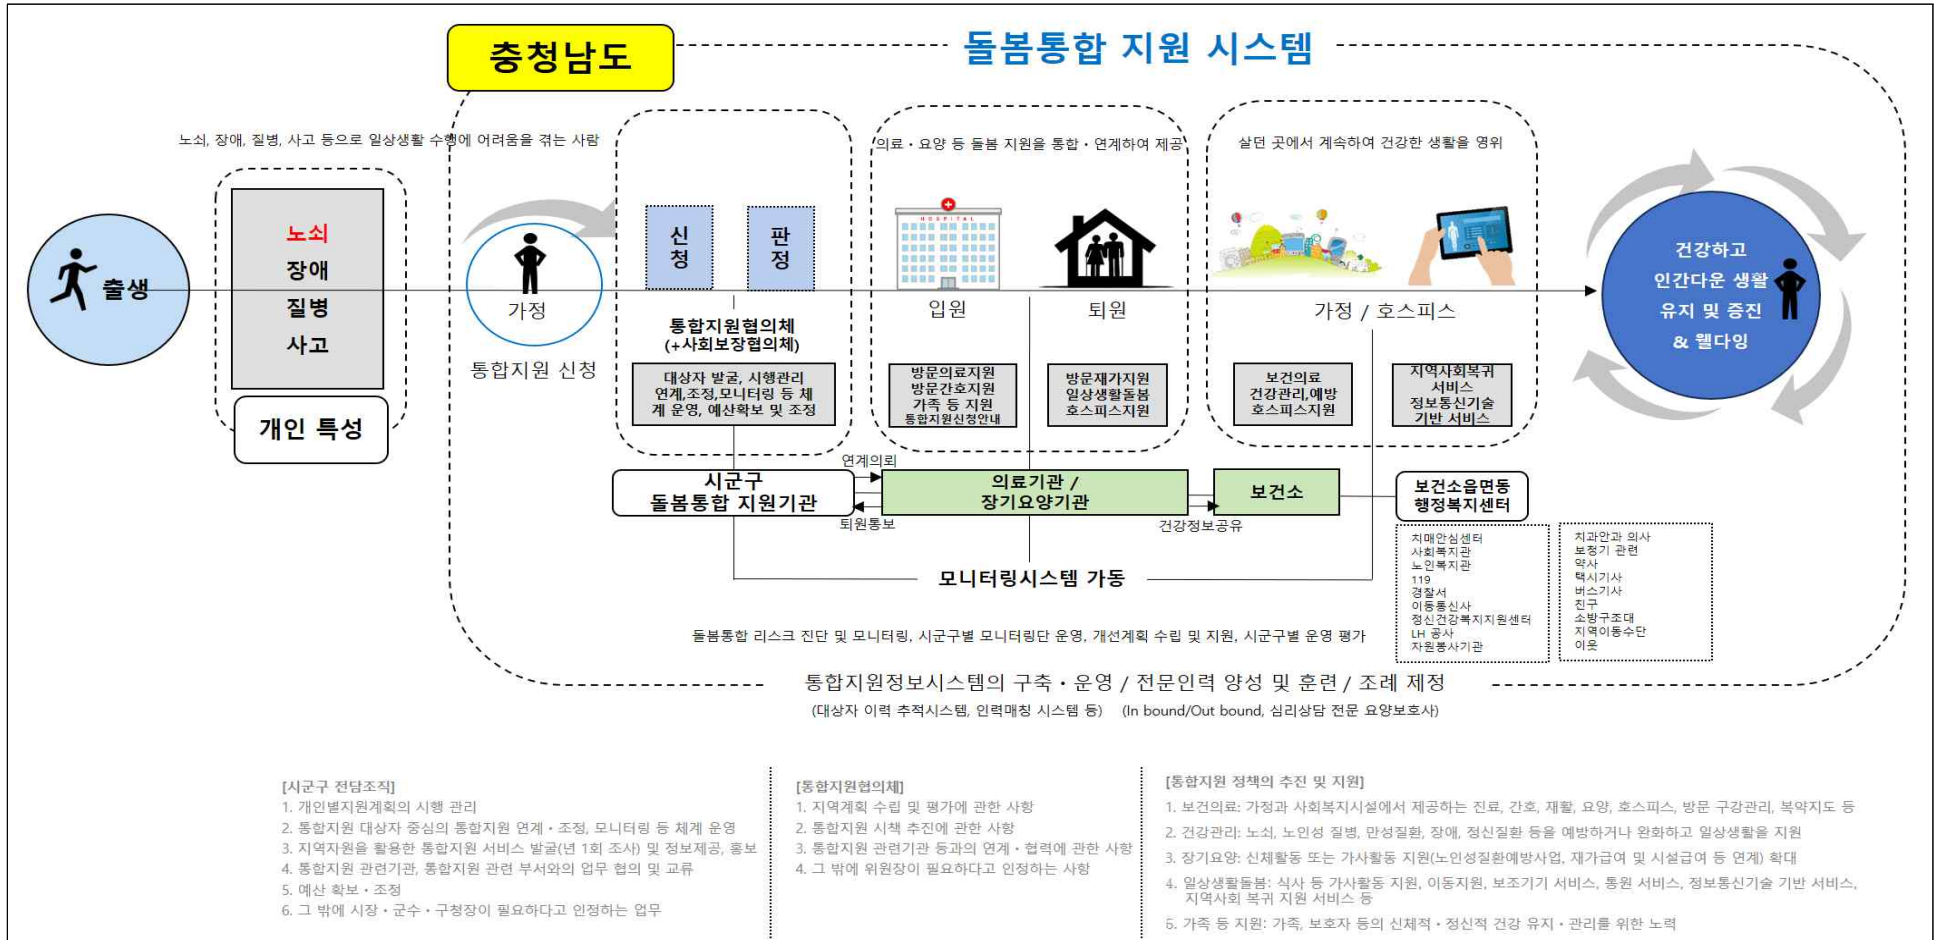 충청남도
돌봄통합 지원 시스템
노쇠, 장애, 질병, 사고 등으로 일상생활 수행에 어려움을 겪는 사람
의료・요양 등 돌봄 지원을 통합・연계하여 제공
살던 곳에서 계속하여 건강한 생활을 영위
출생
노쇠
장애
질병
사고
개인 특성
가정
통합지원 신청
신청
판정
통합지원협의체
(+사회보장협의체)
대상자 발굴, 시행관리
연계,조정,모니터링 등 체
계 운영, 예산확보 및 조정
HOSPITAL
입원
퇴원
방문의료지원
방문간호지원
가족 등 지원
통합지원신청안내
방문재가지원
일상생활돌봄
호스피스지원
가정 / 호스피스
보건의료
건강관리,예방
호스피스지원
지역사회복귀
서비스
정보통신기술
기반 서비스
건강하고
인간다운 생활
유지 및 증진
& 웰다잉
시군구
돌봄통합 지원기관
연계의뢰
퇴원통보
의료기관 /
장기요양기관
건강정보공유
보건소
보건소읍면동
행정복지센터
치매안심센터
사회복지관
노인복지관
119
경찰서
이동통신사
정신건강복지지원센터
LH 공사
자원봉사기관
치과안과 의사
보청기 관련
약사
택시기사
버스기사
친구
소방구조대
지역이동수단
이웃
모니터링시스템 가동
돌봄통합 리스크 진단 및 모니터링, 시군구별 모니터링단 운영, 개선계획 수립 및 지원, 시군구별 운영 평가
통합지원정보시스템의 구축・운영 / 전문인력 양성 및 훈련 / 조례 제정
(대상자 이력 추적시스템, 인력매칭 시스템 등) (In bound/Out bound, 심리상담 전문 요양보호사)
[시군구 전담조직]
1. 개인별지원계획의 시행 관리
2. 통합지원 대상자 중심의 통합지원 연계・조정, 모니터링 등 체계 운영
3. 지역자원을 활용한 통합지원 서비스 발굴(년 1회 조사) 및 정보제공, 홍보
4. 통합지원 관련기관, 통합지원 관련 부서와의 업무 협의 및 교류
5. 예산 확보・조정
6. 그 밖에 시장・군수・구청장이 필요하다고 인정하는 업무
[통합지원협의체]
1. 지역계획 수립 및 평가에 관한 사항
2. 통합지원 시책 추진에 관한 사항
3. 통합지원 관련기관 등과의 연계・협력에 관한 사항
4. 그 밖에 위원장이 필요하다고 인정하는 사항
[통합지원 정책의 추진 및 지원]
1. 보건의료: 가정과 사회복지시설에서 제공하는 진료, 간호, 재활, 요양, 호스피스, 방문 구강관리, 복약지도 등
2. 건강관리: 노쇠, 노인성 질병, 만성질환, 장애, 정신질환 등을 예방하거나 완화하고 일상생활을 지원
3. 장기요양: 신체활동 또는 가사활동 지원(노인성질환예방사업, 재가급여 및 시설급여 등 연계) 확대
4. 일상생활돌봄: 식사 등 가사활동 지원, 이동지원, 보조기기 서비스, 통원 서비스, 정보통신기술 기반 서비스,
지역사회 복귀 지원 서비스 등
5. 가족 등 지원: 가족, 보호자 등의 신체적・정신적 건강 유지・관리를 위한 노력